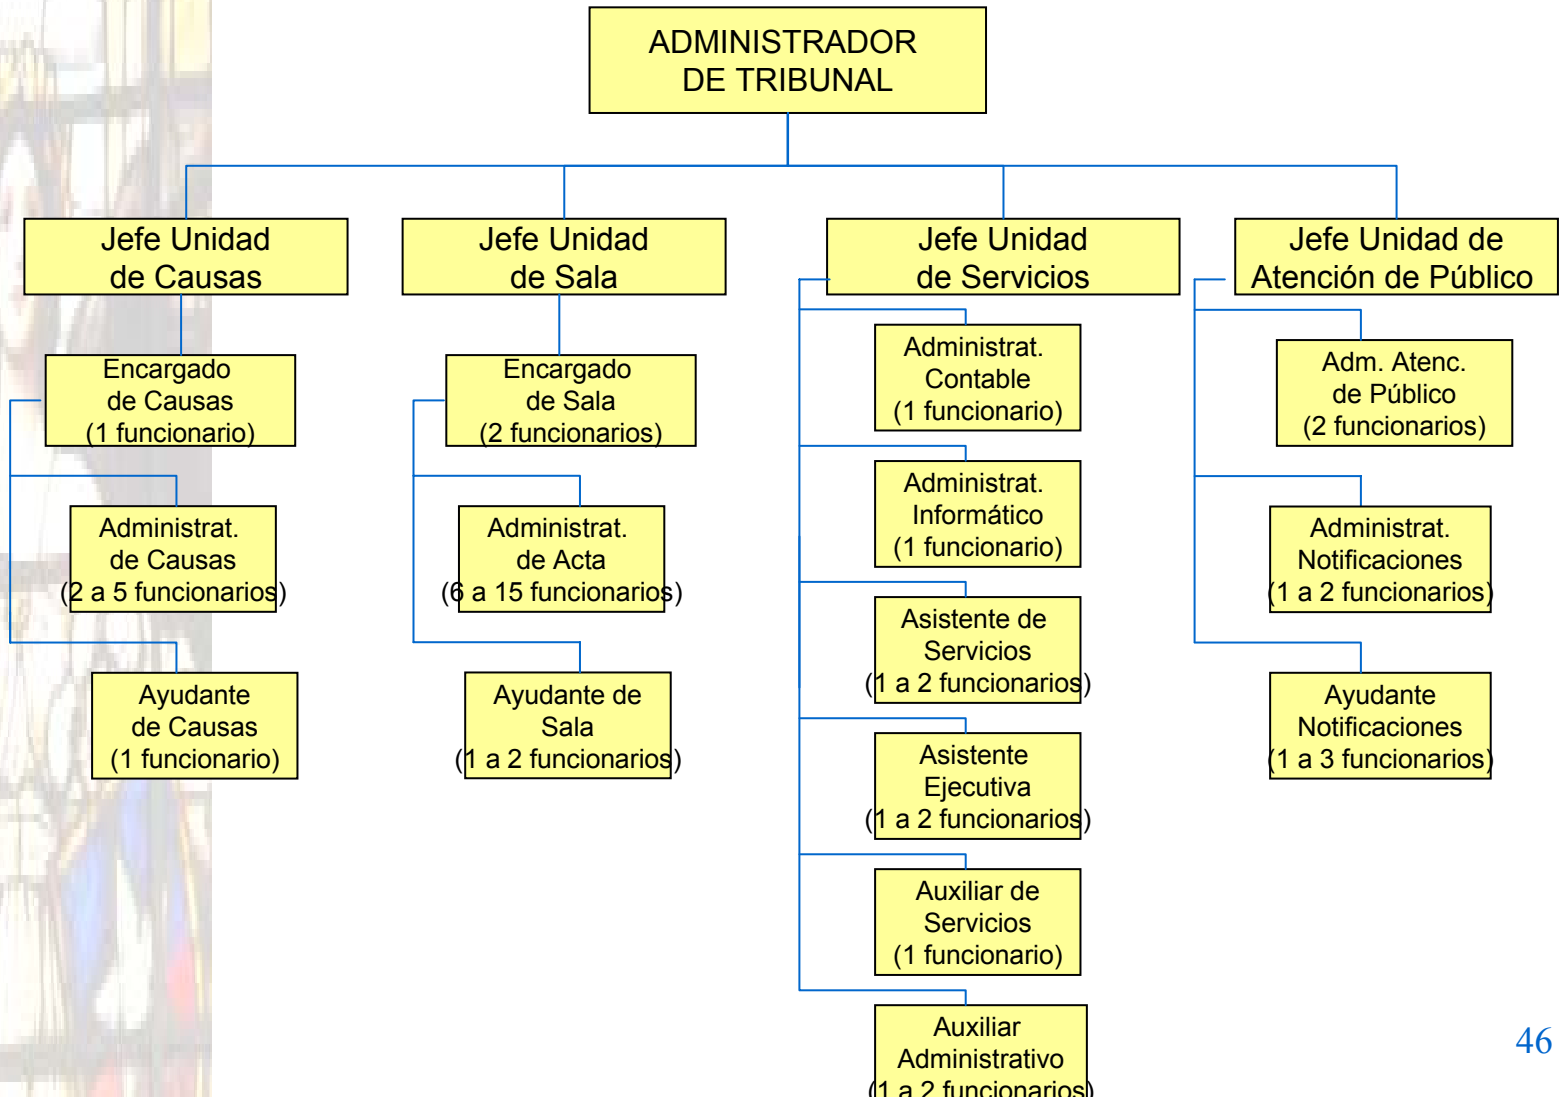 ADMINISTRADOR
DE TRIBUNAL
Jefe Unidad
de Causas
Encargado
de Causas
(1 funcionario)
Administrat.
de Causas
(2 a 5 funcionarios)
Ayudante
de Causas
(1 funcionario)
Jefe Unidad
de Sala
Encargado
de Sala
(2 funcionarios)
Administrat.
de Acta
(6 a 15 funcionarios)
Ayudante de
Sala
(1 a 2 funcionarios)
Jefe Unidad
de Servicios
Administrat.
Contable
(1 funcionario)
Administrat.
Informático
(1 funcionario)
Asistente de
Servicios
(1 a 2 funcionarios)
Asistente
Ejecutiva
(1 a 2 funcionarios)
Auxiliar de
Servicios
(1 funcionario)
Auxiliar
Administrativo
(1 a 2 funcionarios)
Jefe Unidad de
Atención de Público
Adm. Atenc.
de Público
(2 funcionarios)
Administrat.
Notificaciones
(1 a 2 funcionarios)
Ayudante
Notificaciones
(1 a 3 funcionarios)
46